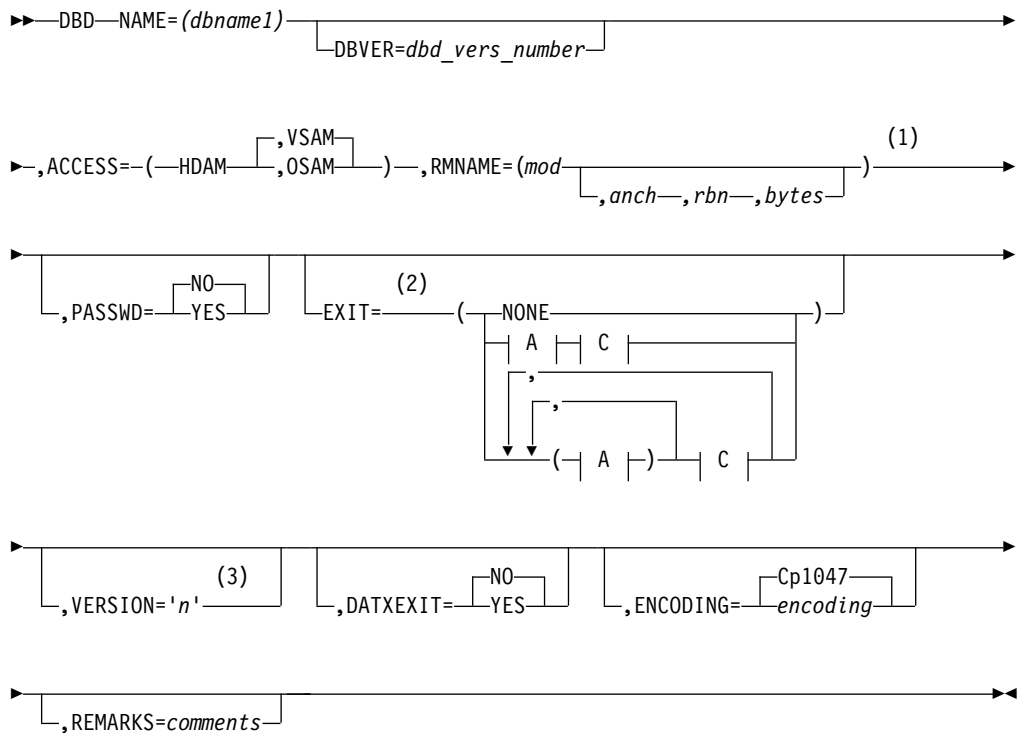 DBD NAME=(dbname1)
DBVER=dbd_vers_number
,VSAM (1)
,ACCESS= ( HDAM ,OSAM ) ,RMNAME=(mod )
,anch ,rbn ,bytes
NO (2)
,PASSWD= YES EXIT= ( NONE )
A C
,
,
( A ) C
(3) NO Cp1047
,VERSION='n' ,DATXEXIT= YES ,ENCODING= encoding
,REMARKS=comments